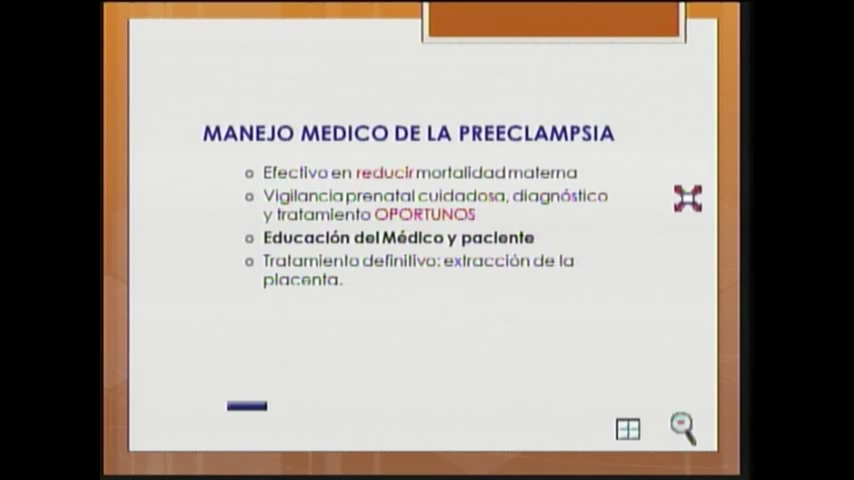 MANEJO MEDICO DE LA PREECLAMPSIA
Efectivo en reducir mortalidad materna
Vigilancia prenatal cuidadosa, diagnóstico
y tratamiento OPORTUNOS
Educación del Médico y paciente
Tratamiento definitivo: extracción de la
placenta.